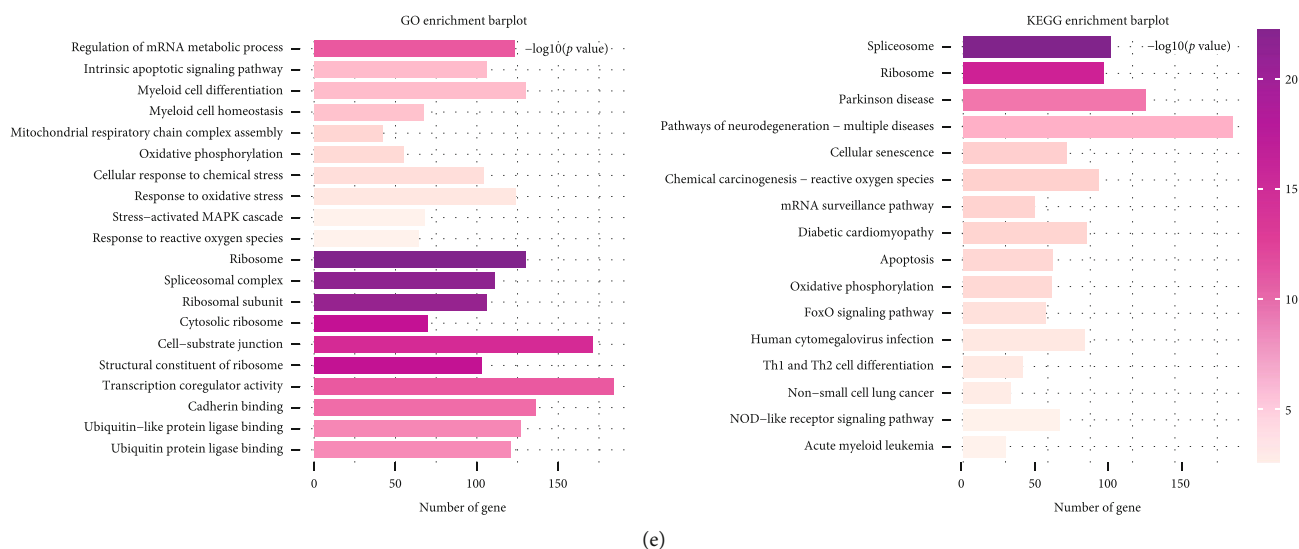 GO enrichment barplot
−log10(p value)
Regulation of mRNA metabolic process
Intrinsic apoptotic signaling pathway
Myeloid cell differentiation
Myeloid cell homeostasis
Mitochondrial respiratory chain complex assembly
Oxidative phosphorylation
Cellular response to chemical stress
Response to oxidative stress
Stress−activated MAPK cascade
Response to reactive oxygen species
Ribosome
Spliceosomal complex
Ribosomal subunit
Cytosolic ribosome
Cell−substrate junction
Structural constituent of ribosome
Transcription coregulator activity
Cadherin binding
Ubiquitin−like protein ligase binding
Ubiquitin protein ligase binding
0 50 100 150
Number of gene
KEGG enrichment barplot
−log10(p value)
Spliceosome
Ribosome
Parkinson disease
Pathways of neurodegeneration − multiple diseases
Cellular senescence
Chemical carcinogenesis − reactive oxygen species
mRNA surveillance pathway
Diabetic cardiomyopathy
Apoptosis
Oxidative phosphorylation
FoxO signaling pathway
Human cytomegalovirus infection
Th1 and Th2 cell differentiation
Non−small cell lung cancer
NOD−like receptor signaling pathway
Acute myeloid leukemia
0 50 100 150
Number of gene
20
15
10
5
(e)